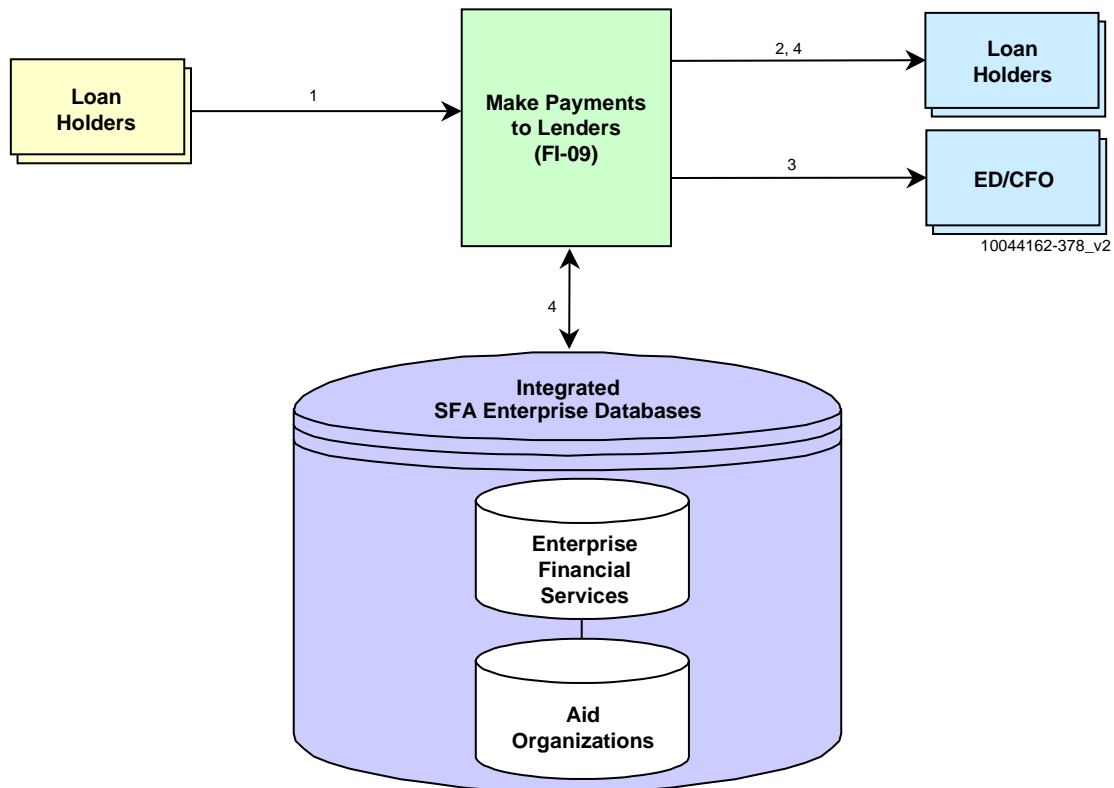 Loan
Holders
1
Make Payments
to Lenders
(FI-09)
2, 4
Loan
Holders
3
ED/CFO
10044162-378_v2
4
Integrated
SFA Enterprise Databases
Enterprise
Financial
Services
Aid
Organizations